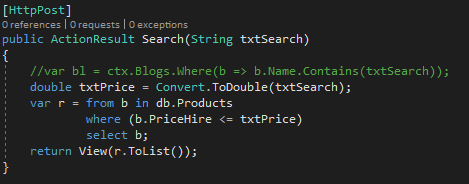 [HttpPost]
0 references | 0 requests | 0 exceptions
public ActionResult Search(String txtSearch)
{
//var bl = ctx.Blogs.Where(b => b.Name.Contains(txtSearch));
double txtPrice = Convert.ToDouble(txtSearch);
var r = from b in db.Products
where (b.PriceHire <= txtPrice)
select b;
return View(r.ToList());
}